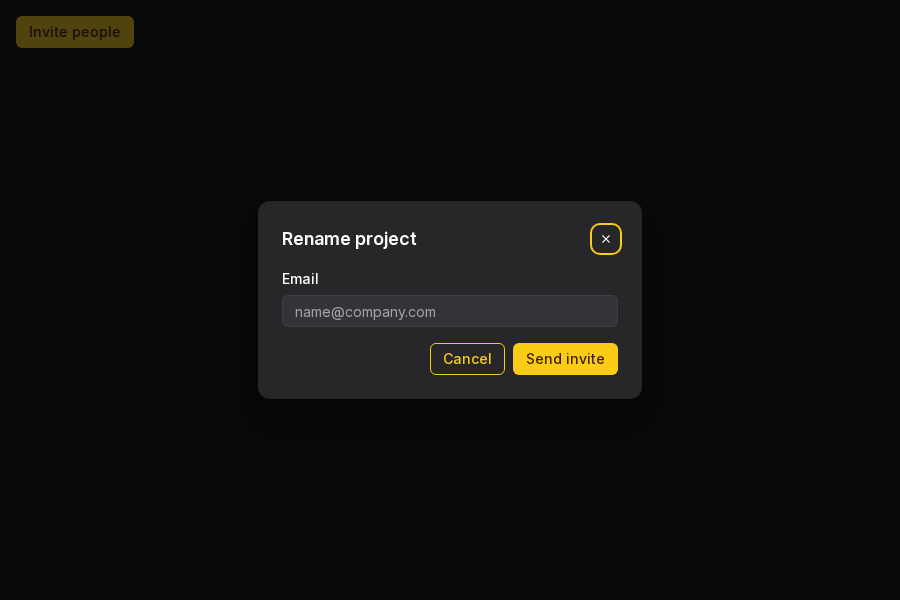 Invite people
Rename project
Email
name@company.com
Cancel
Send invite